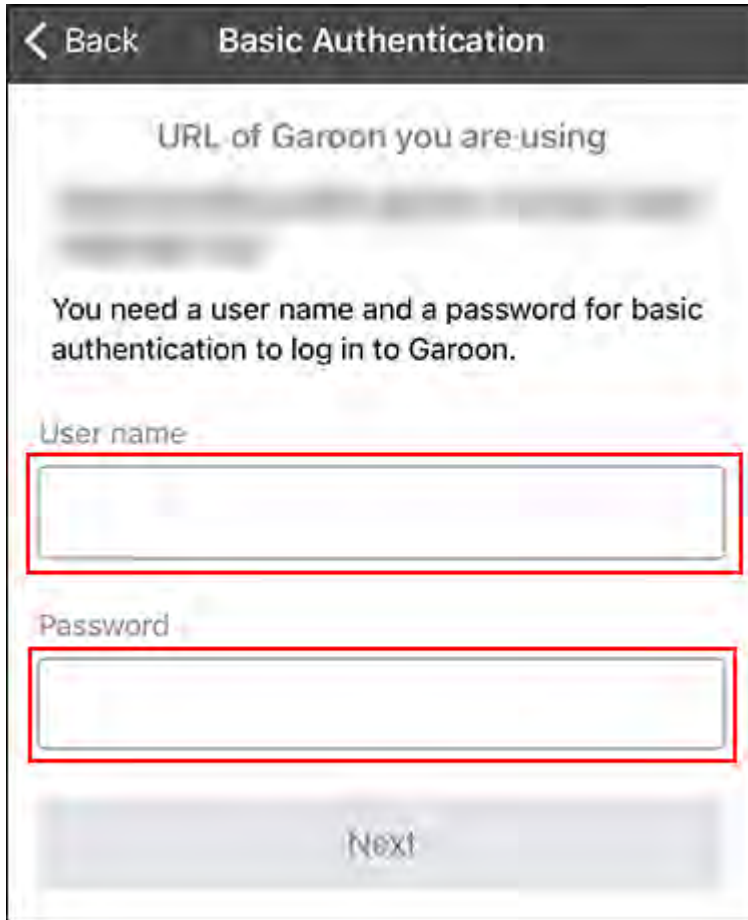 Back Basic Authentication
URL of Garoon you are using
You need a user name and a password for basic
authentication to log in to Garoon.
User name
Password
Next